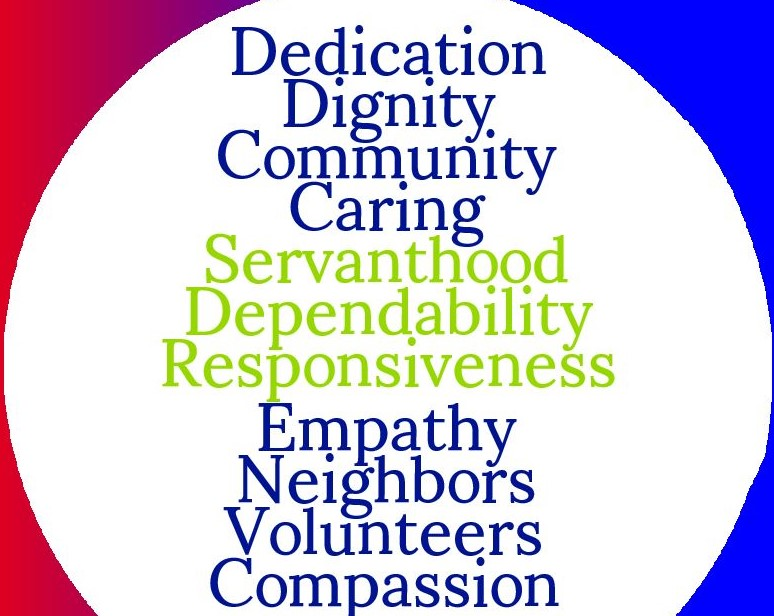 Dedication
Dignity
Community
Caring
Servanthood
Dependability
Responsiveness
Empathy
Neighbors
Volunteers
Compassion